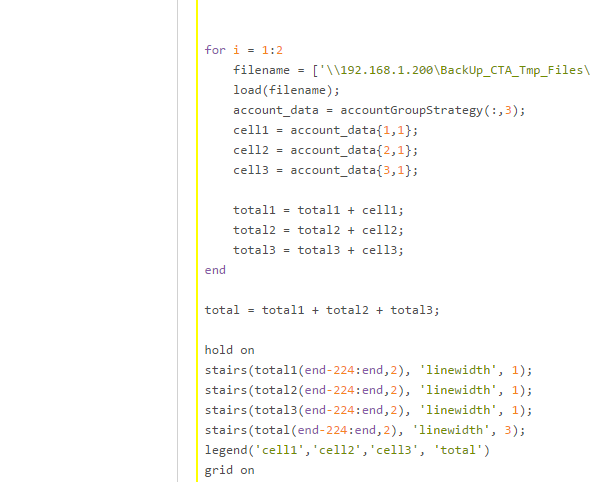 for i = 1:2
    filename = ['\\192.168.1.200\BackUp_CTA_Tmp_Files\
    load(filename);
    account_data = accountGroupStrategy(:,3);
    cell1 = account_data{1,1};
    cell2 = account_data{2,1};
    cell3 = account_data{3,1};
    total1 = total1 + cell1;
    total2 = total2 + cell2;
    total3 = total3 + cell3;
end
total = total1 + total2 + total3;
hold on
stairs(total1(end-224:end,2), 'linewidth', 1);
stairs(total2(end-224:end,2), 'linewidth', 1);
stairs(total3(end-224:end,2), 'linewidth', 1);
stairs(total(end-224:end,2), 'linewidth', 3);
legend('cell1','cell2','cell3', 'total')
grid on